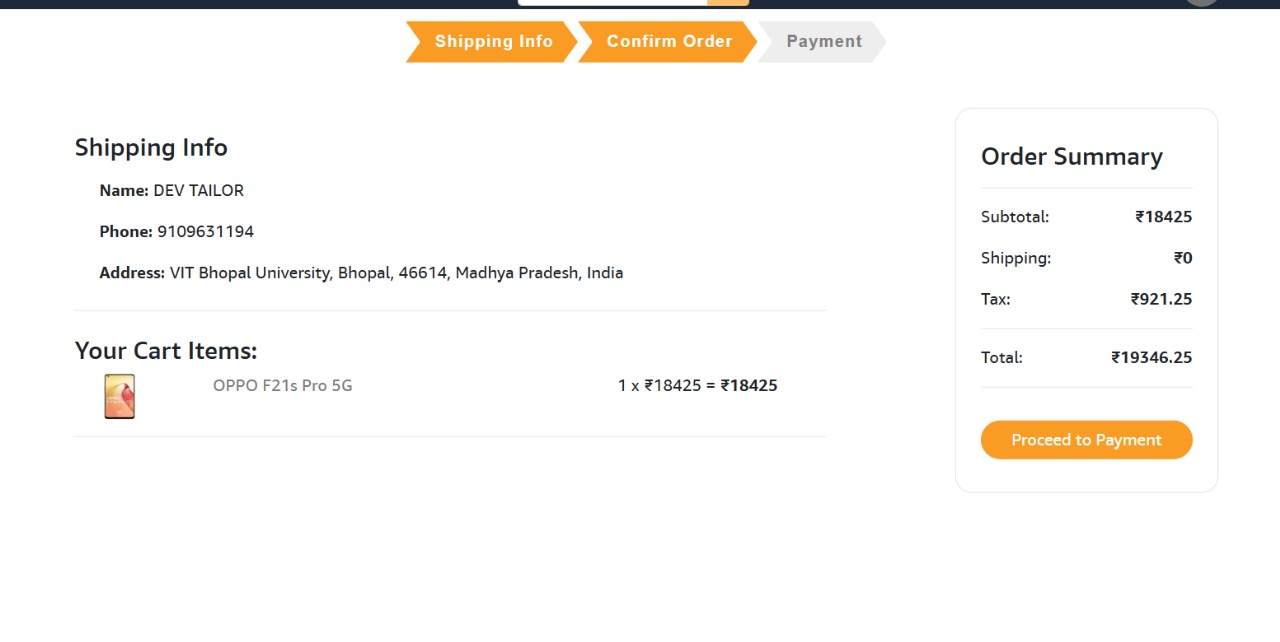 Shipping Info Confirm Order Payment
Shipping Info
Name: DEV TAILOR
Phone: 9109631194
Address: VIT Bhopal University, Bhopal, 46614, Madhya Pradesh, India
Your Cart Items:
OPPO F21s Pro 5G 1 x ₹18425 = ₹18425
Order Summary
Subtotal: ₹18425
Shipping: ₹0
Tax: ₹921.25
Total: ₹19346.25
Proceed to Payment